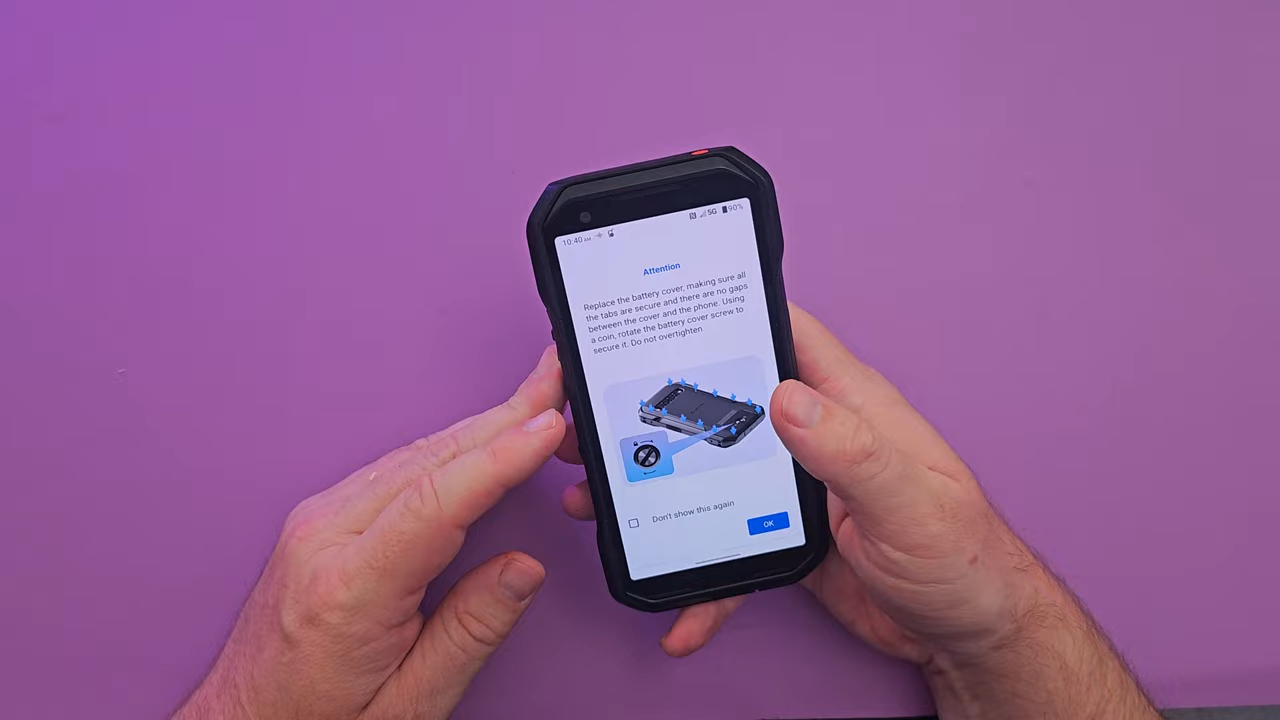 10:40 AM 5G 90%
Attention
Replace the battery cover, making sure all
the tabs are secure and there are no gaps
between the cover and the phone. Using
a coin, rotate the battery cover screw to
secure it. Do not overtighten
Don't show this again
OK